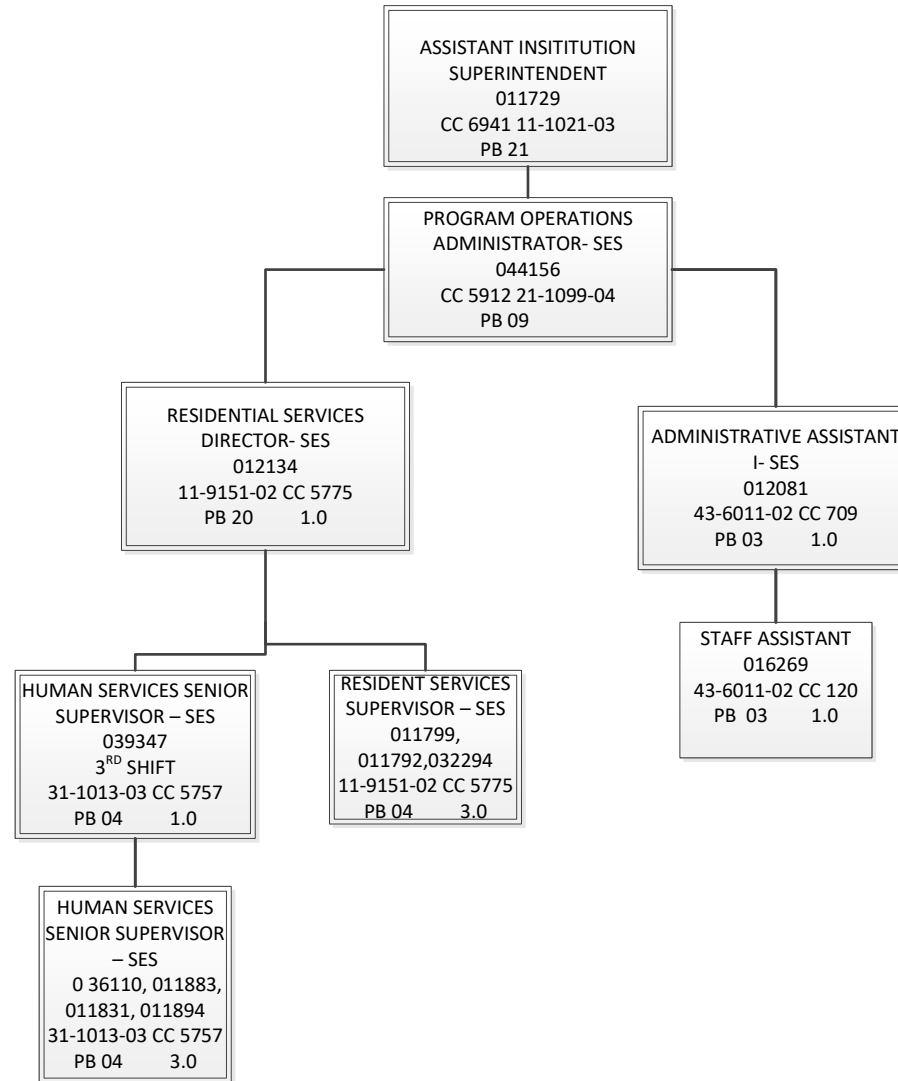 ASSISTANT INSITITUTION
SUPERINTENDENT
011729
CC 6941 11-1021-03
PB 21
PROGRAM OPERATIONS
ADMINISTRATOR- SES
044156
CC 5912 21-1099-04
PB 09
RESIDENTIAL SERVICES
DIRECTOR- SES
012134
11-9151-02 CC 5775
PB 20 1.0
ADMINISTRATIVE ASSISTANT
I- SES
012081
43-6011-02 CC 709
PB 03 1.0
STAFF ASSISTANT
016269
43-6011-02 CC 120
PB 03 1.0
HUMAN SERVICES SENIOR
SUPERVISOR – SES
039347
3RD SHIFT
31-1013-03 CC 5757
PB 04 1.0
RESIDENT SERVICES
SUPERVISOR – SES
011799,
011792,032294
11-9151-02 CC 5775
PB 04 3.0
HUMAN SERVICES
SENIOR SUPERVISOR
– SES
0 36110, 011883,
011831, 011894
31-1013-03 CC 5757
PB 04 3.0